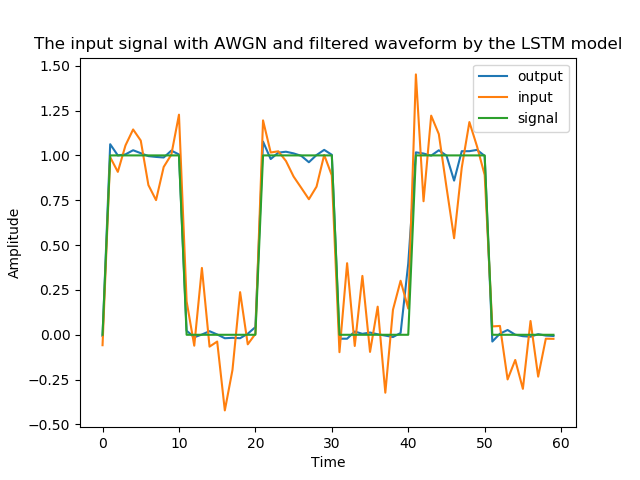 The input signal with AWGN and filtered waveform by the LSTM model
1.50
1.25
1.00
0.75
0.50
0.25
0.00
−0.25
−0.50
Amplitude
output
input
signal
0 10 20 30 40 50 60
Time